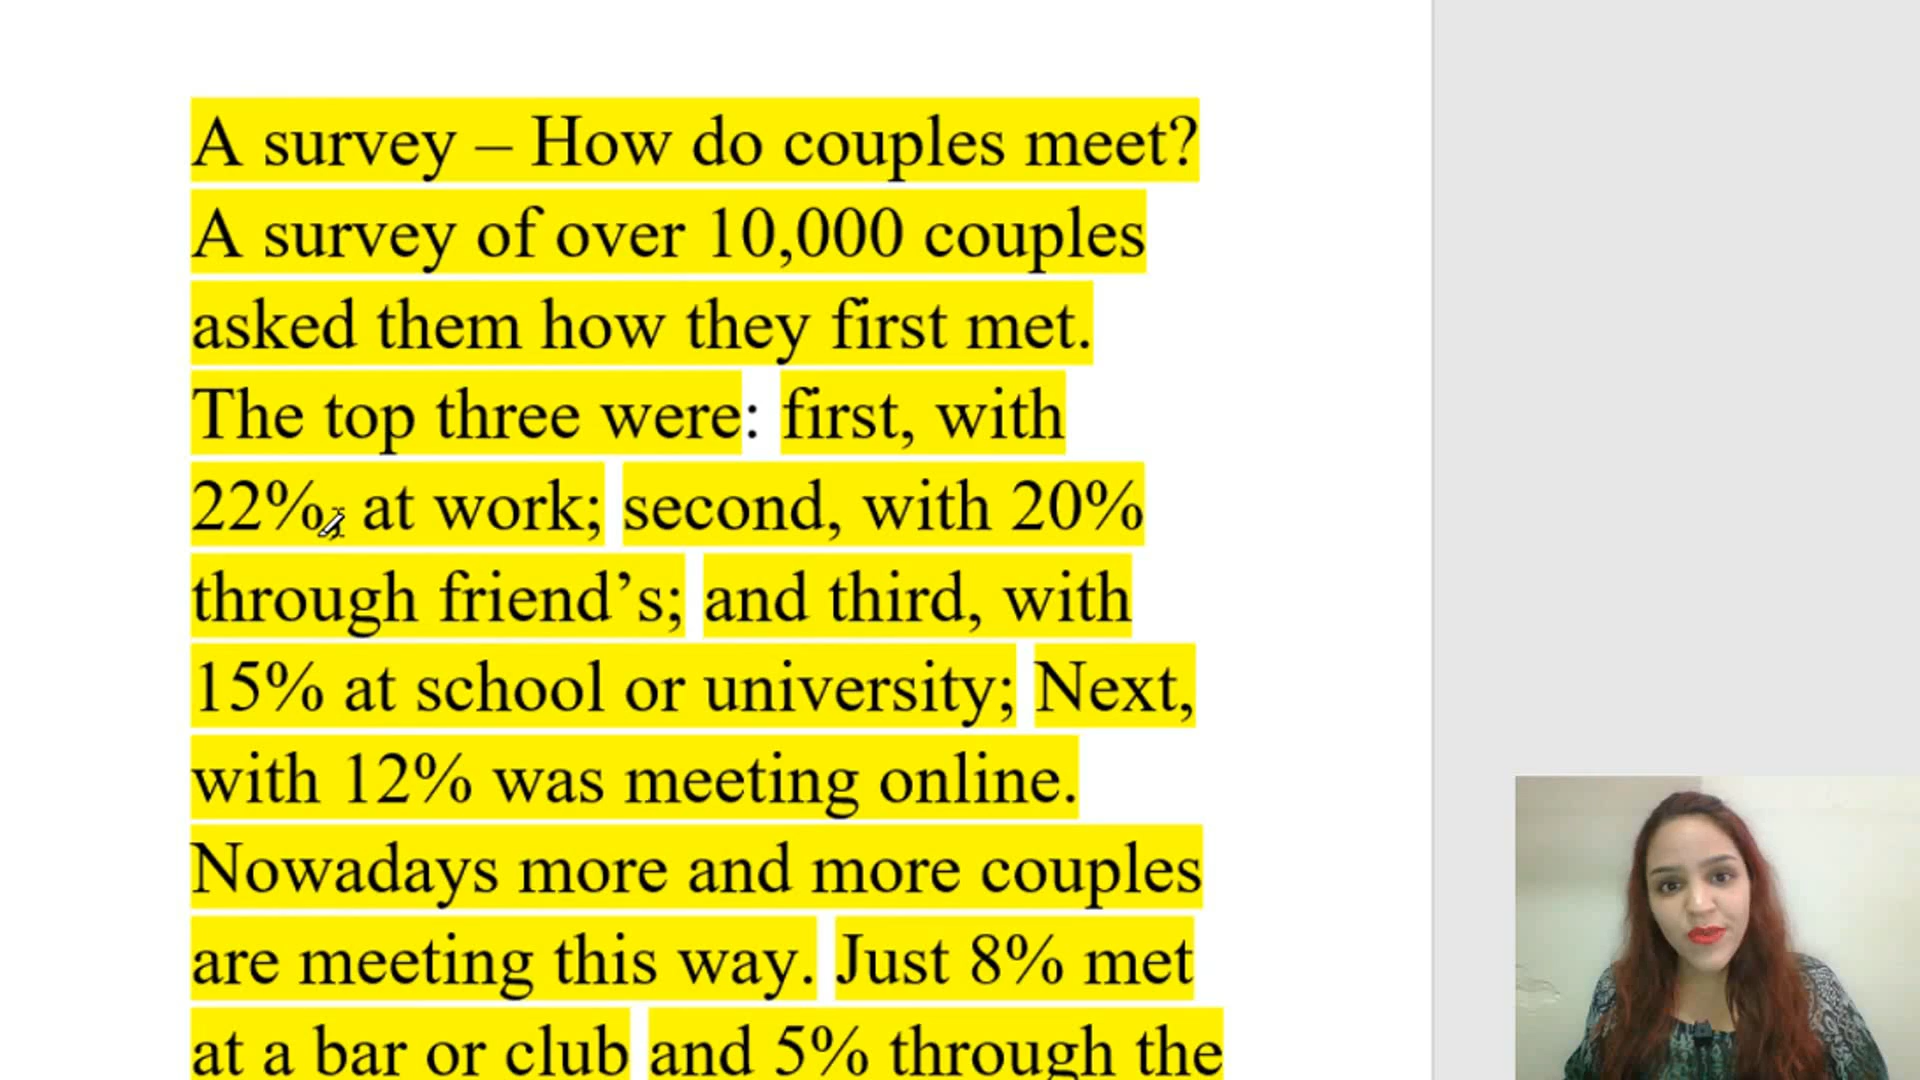 A survey – How do couples meet?
A survey of over 10,000 couples
asked them how they first met.
The top three were: first, with
22%, at work; second, with 20%
through friend’s; and third, with
15% at school or university; Next,
with 12% was meeting online.
Nowadays more and more couples
are meeting this way. Just 8% met
at a bar or club and 5% through the